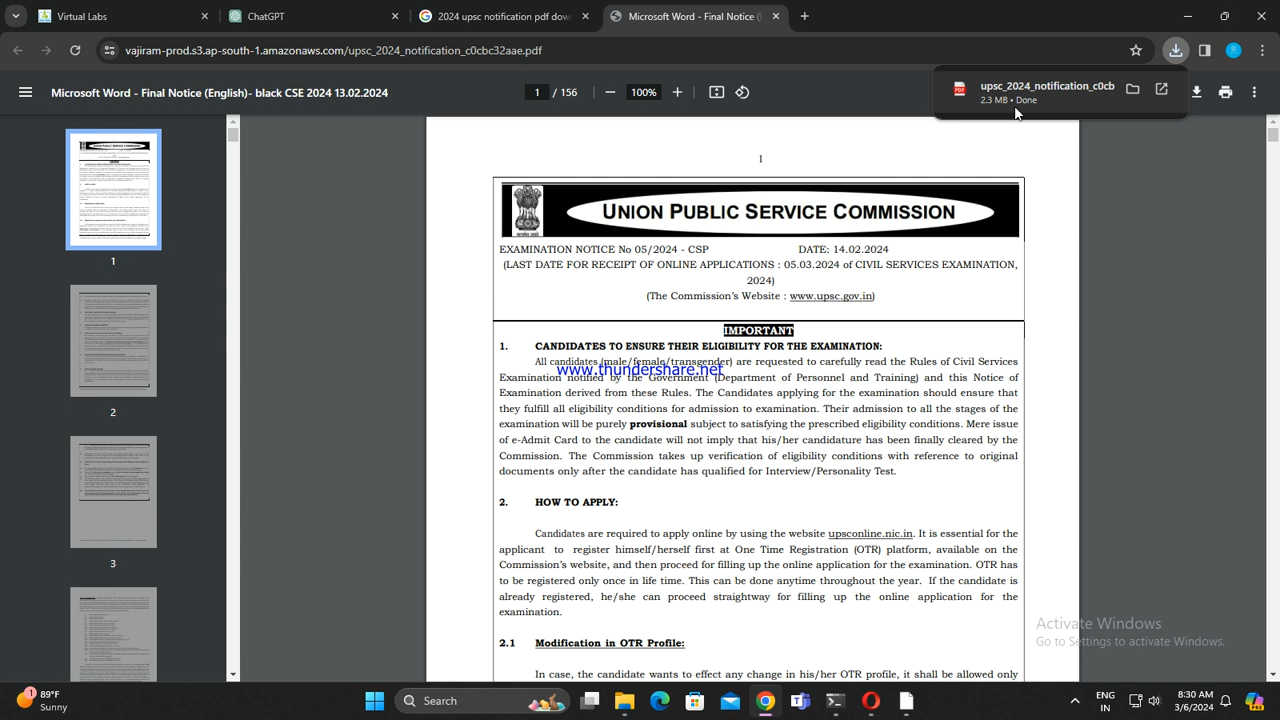 Virtual Labs
ChatGPT
2024 upsc notification pdf dow
Microsoft Word - Final Notice (
vajiram-prod.s3.ap-south-1.amazonaws.com/upsc_2024_notification_c0cbc32aae.pdf
Microsoft Word - Final Notice (English)- Black CSE 2024 13.02.2024
1 / 156
100%
upsc_2024_notification_c0cb
2.3 MB • Done
1
2
3
1
UNION PUBLIC SERVICE COMMISSION
EXAMINATION NOTICE No 05/2024 - CSP DATE: 14.02.2024
(LAST DATE FOR RECEIPT OF ONLINE APPLICATIONS : 05.03.2024 of CIVIL SERVICES EXAMINATION,
2024)
(The Commission's Website : www.upsc.gov.in)
IMPORTANT
1. CANDIDATES TO ENSURE THEIR ELIGIBILITY FOR THE EXAMINATION:
All candidates (male/female/transgender) are requested to carefully read the Rules of Civil Services
www.thundershare.net
Examination notified by the Government (Department of Personnel and Training) and this Notice of
Examination derived from these Rules. The Candidates applying for the examination should ensure that
they fulfill all eligibility conditions for admission to examination. Their admission to all the stages of the
examination will be purely provisional subject to satisfying the prescribed eligibility conditions. Mere issue
of e-Admit Card to the candidate will not imply that his/her candidature has been finally cleared by the
Commission. The Commission takes up verification of eligibility conditions with reference to original
documents only after the candidate has qualified for Interview/Personality Test.
2. HOW TO APPLY:
Candidates are required to apply online by using the website upsconline.nic.in. It is essential for the
applicant to register himself/herself first at One Time Registration (OTR) platform, available on the
Commission's website, and then proceed for filling up the online application for the examination. OTR has
to be registered only once in life time. This can be done anytime throughout the year. If the candidate is
already registered, he/she can proceed straightway for filling up the online application for the
examination.
2.1 Modification in OTR Profile:
In case, the candidate wants to effect any change in his/her OTR profile, it shall be allowed only
Activate Windows
Go to Settings to activate Windows.
1
89°F
Sunny
Search
ENG
IN
8:30 AM
3/6/2024